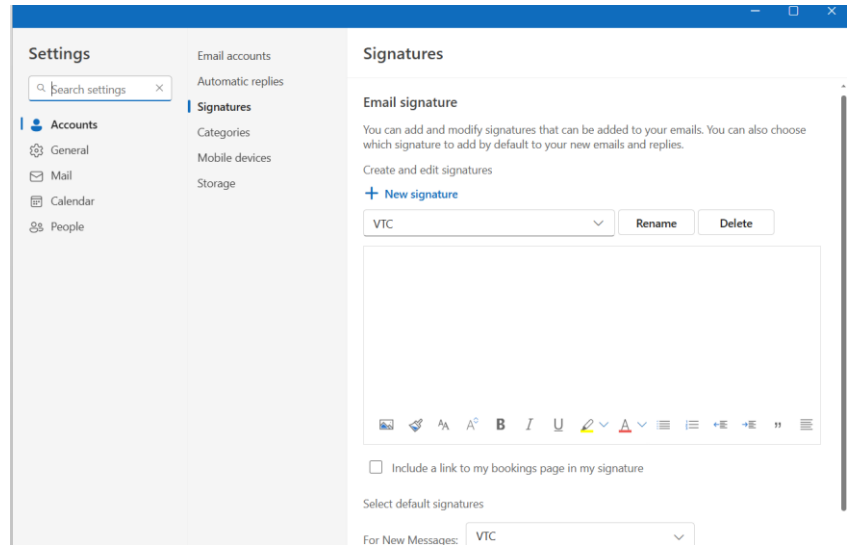 Settings
Search settings
Accounts
General
Mail
Calendar
People
Email accounts
Automatic replies
Signatures
Categories
Mobile devices
Storage
Signatures
Email signature
You can add and modify signatures that can be added to your emails. You can also choose
which signature to add by default to your new emails and replies.
Create and edit signatures
New signature
VTC
Rename
Delete
B I U A
Include a link to my bookings page in my signature
Select default signatures
For New Messages: VTC